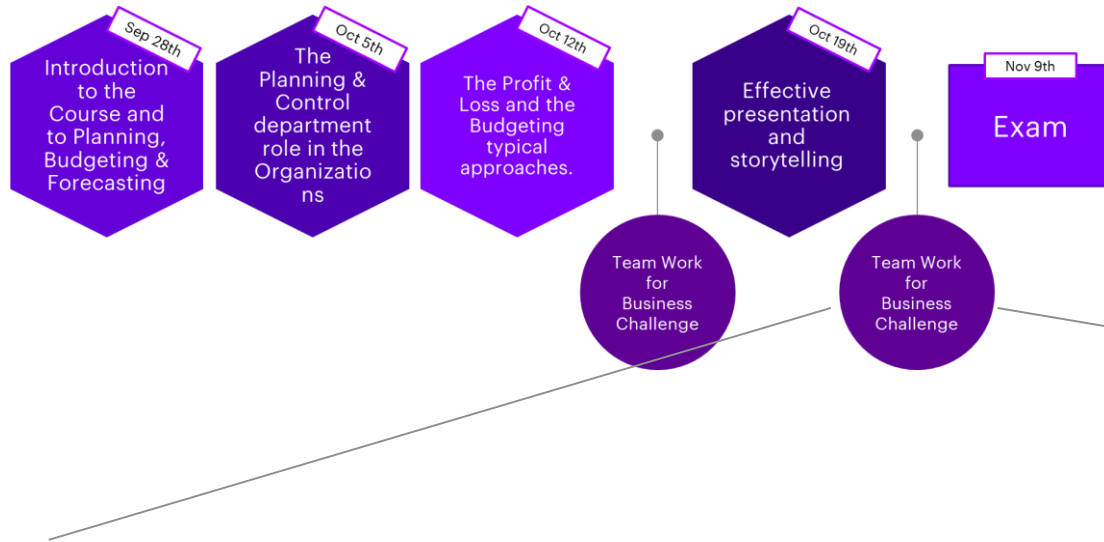 Sep 28th
Introduction
to the
Course and
to Planning,
Budgeting &
Forecasting
Oct 5th
The
Planning &
Control
department
role in the
Organizatio
ns
Oct 12th
The Profit &
Loss and the
Budgeting
typical
approaches.
Oct 19th
Effective
presentation
and
storytelling
Nov 9th
Exam
Team Work
for
Business
Challenge
Team Work
for
Business
Challenge